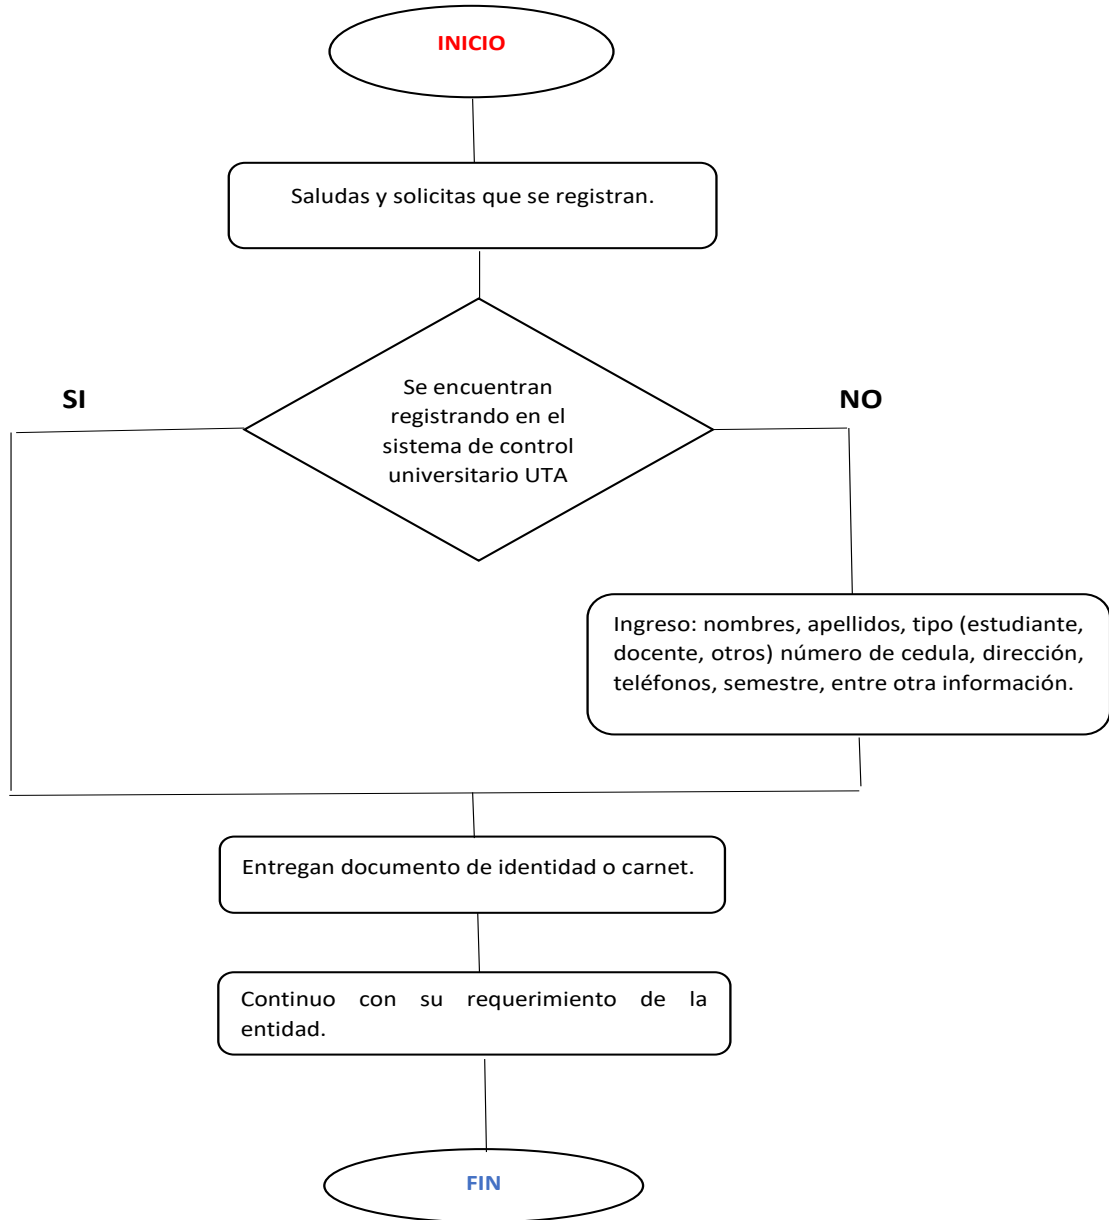 INICIO
Saludas y solicitas que se registran.
SI
Se encuentran
registrando en el
sistema de control
universitario UTA
NO
Ingreso: nombres, apellidos, tipo (estudiante,
docente, otros) número de cedula, dirección,
teléfonos, semestre, entre otra información.
Entregan documento de identidad o carnet.
Continuo con su requerimiento de la
entidad.
FIN